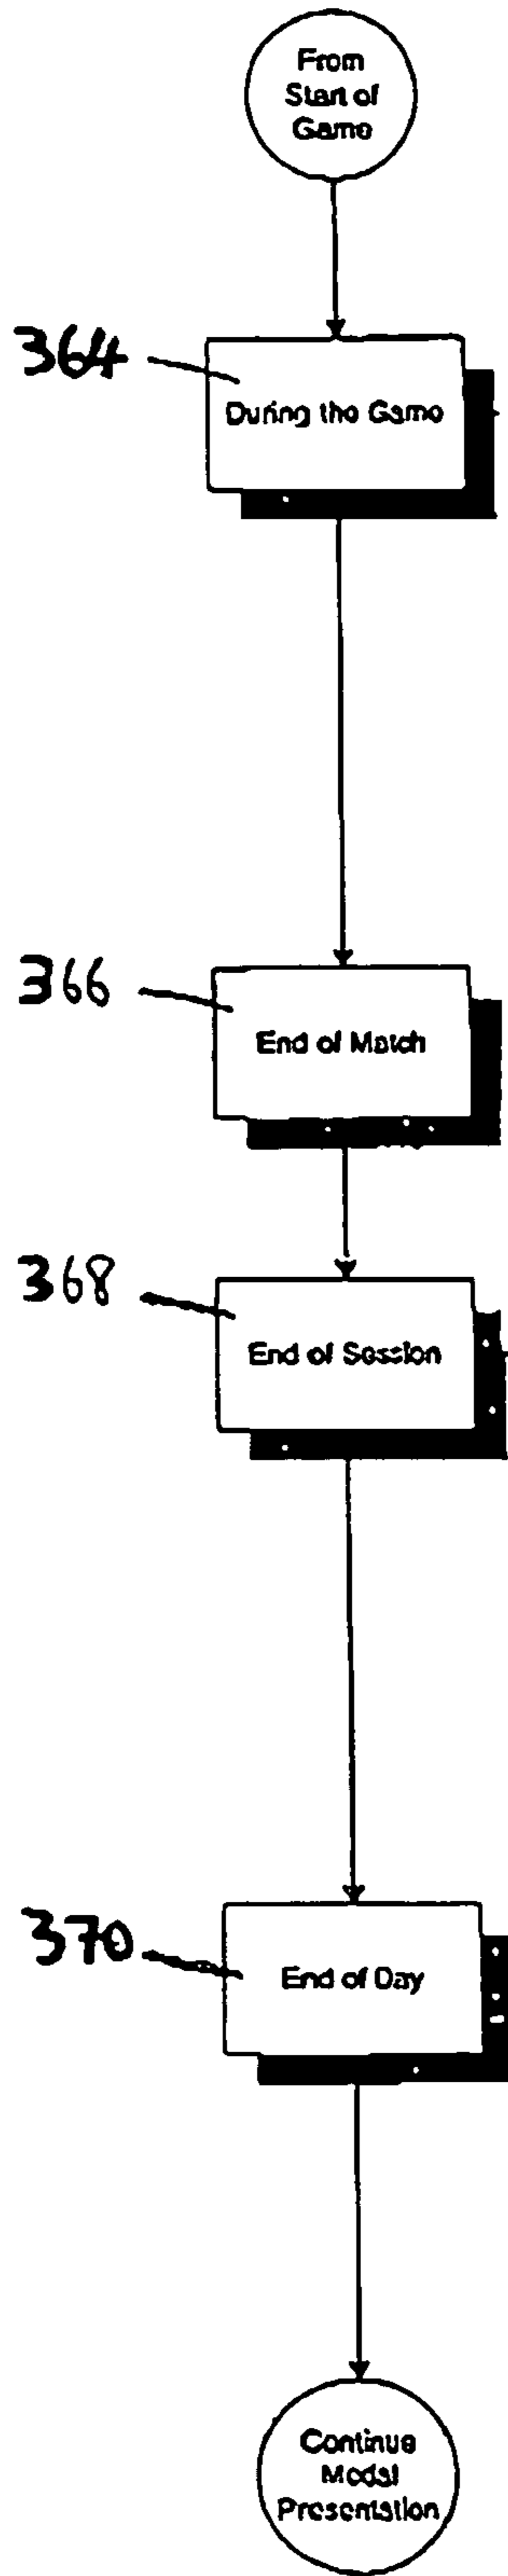 From
Start of
Game
364
During the Game
366
End of Match
368
End of Session
370
End of Day
Continue
Modal
Presentation